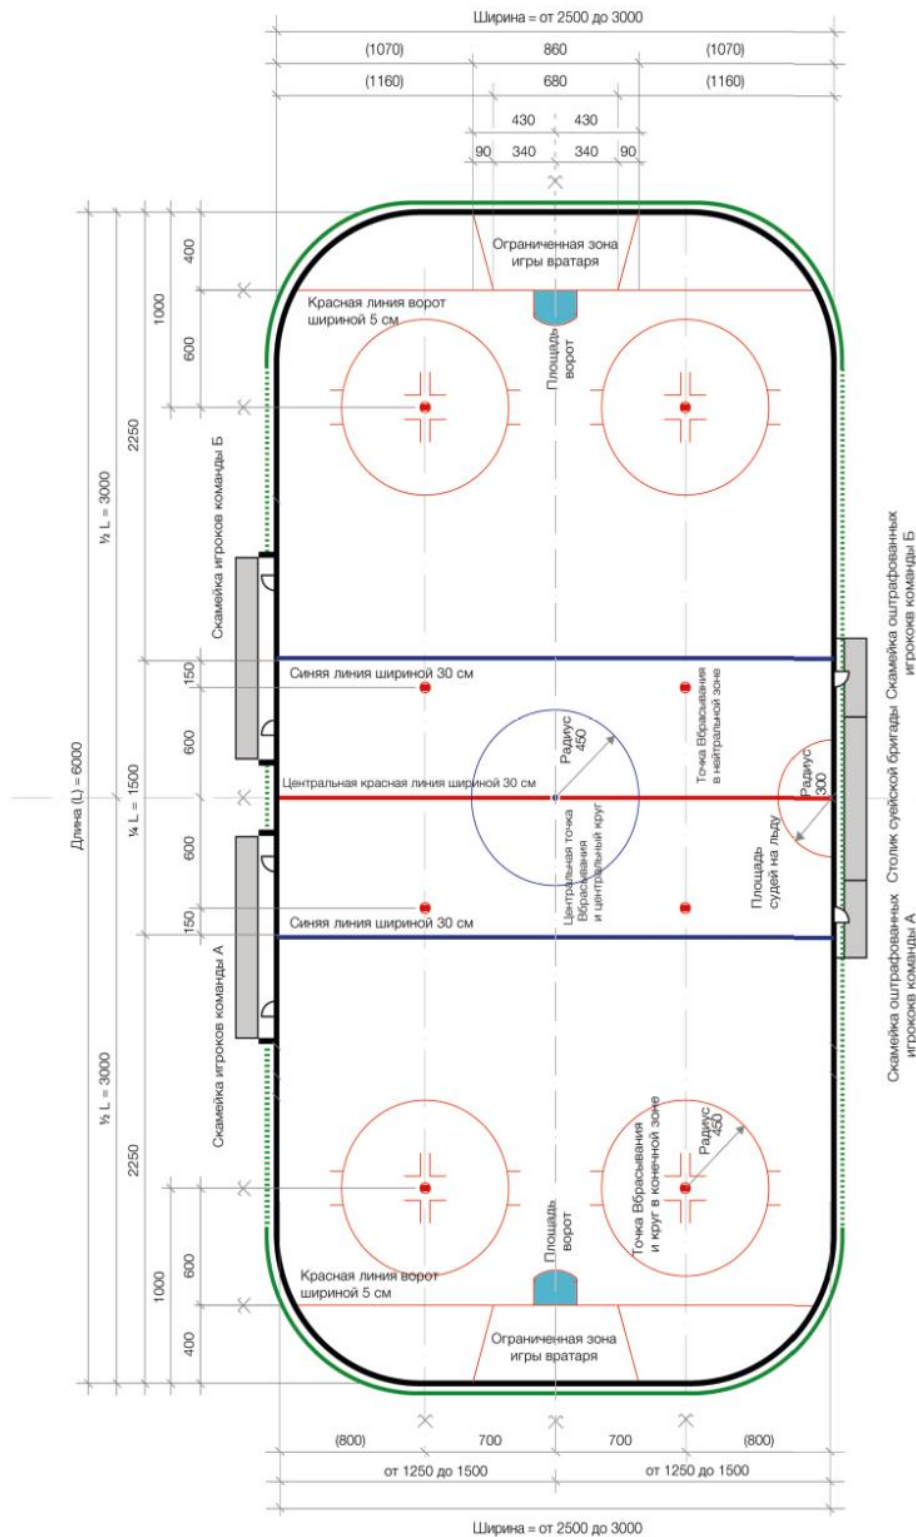 Ширина = от 2500 до 3000
(1070)
860
(1070)
(1160)
680
(1160)
430
430
90
340
340
90
Ограниченная зона
игры вратаря
Красная линия ворот
шириной 5 см
Площадь
ворот
400
1000
600
2250
½ L = 3000
Скамейка игроков команды Б
Синяя линия шириной 30 см
150
Точка Вбрасывания
в нейтральной зоне
Радиус
450
600
Длина (L) = 6000
¼ L = 1500
Центральная красная линия шириной 30 см
Радиус
300
Скамейка оштрафованных
игрококв команды Б
Столик суейской бригады
Центральная точка
Вбрасывания
и центральный круг
Площадь
судей на льду
600
150
Синяя линия шириной 30 см
Скамейка игроков команды А
Скамейка оштрафованных
игрококв команды А
½ L = 3000
2250
Точка Вбрасывания
и круг в конечной зоне
Радиус
450
Площадь
ворот
1000
600
Красная линия ворот
шириной 5 см
400
Ограниченная зона
игры вратаря
(800)
700
700
(800)
от 1250 до 1500
от 1250 до 1500
Ширина = от 2500 до 3000